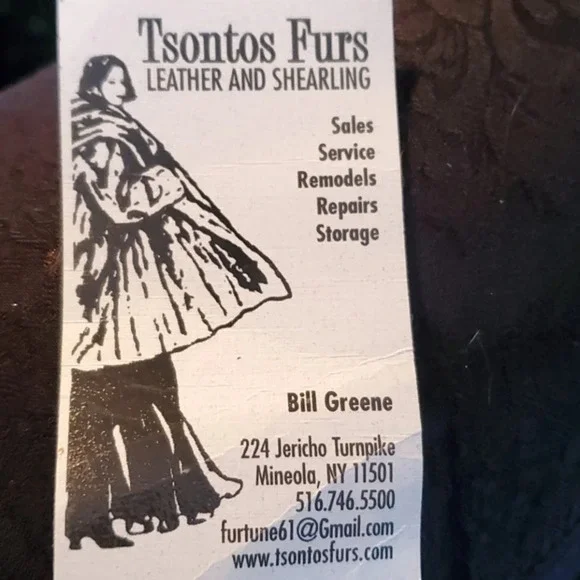 Tsontos Furs
LEATHER AND SHEARLING
Sales
Service
Remodels
Repairs
Storage
Bill Greene
224 Jericho Turnpike
Mineola, NY 11501
516.746.5500
furtune61@Gmail.com
www.tsontosfurs.com